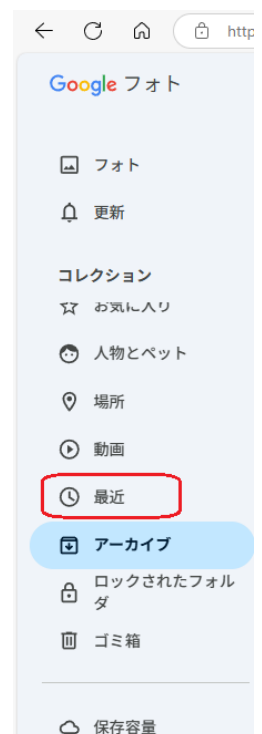 http
Google フォト
フォト
更新
コレクション
お気に入り
人物とペット
場所
動画
最近
アーカイブ
ロックされたフォル
ダ
ゴミ箱
保存容量